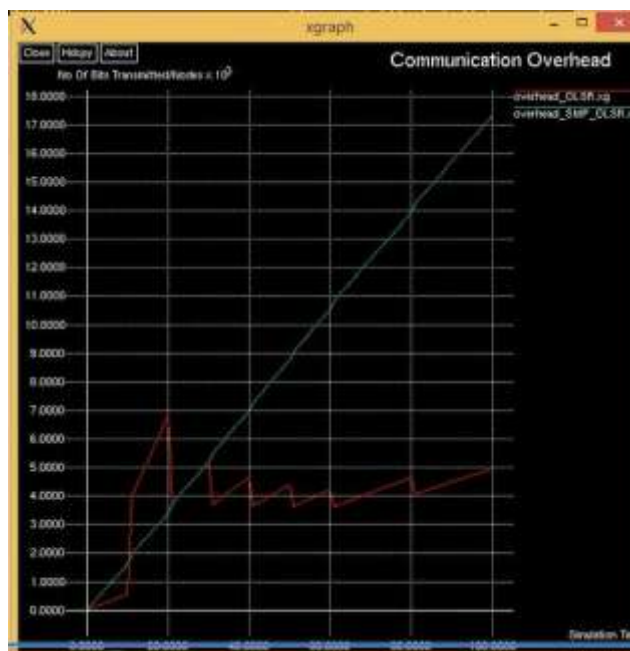 X
xgraph
Close Hdcpy About
Communication Overhead
No Of Bits Transmitted/Nodes x 10
18.0000
overhead_OLSR.xg
17.0000
overhead_SMP_OLSR.x
16.0000
15.0000
14.0000
13.0000
12.0000
11.0000
10.0000
9.0000
8.0000
7.0000
6.0000
5.0000
4.0000
3.0000
2.0000
1.0000
0.0000
Simulation